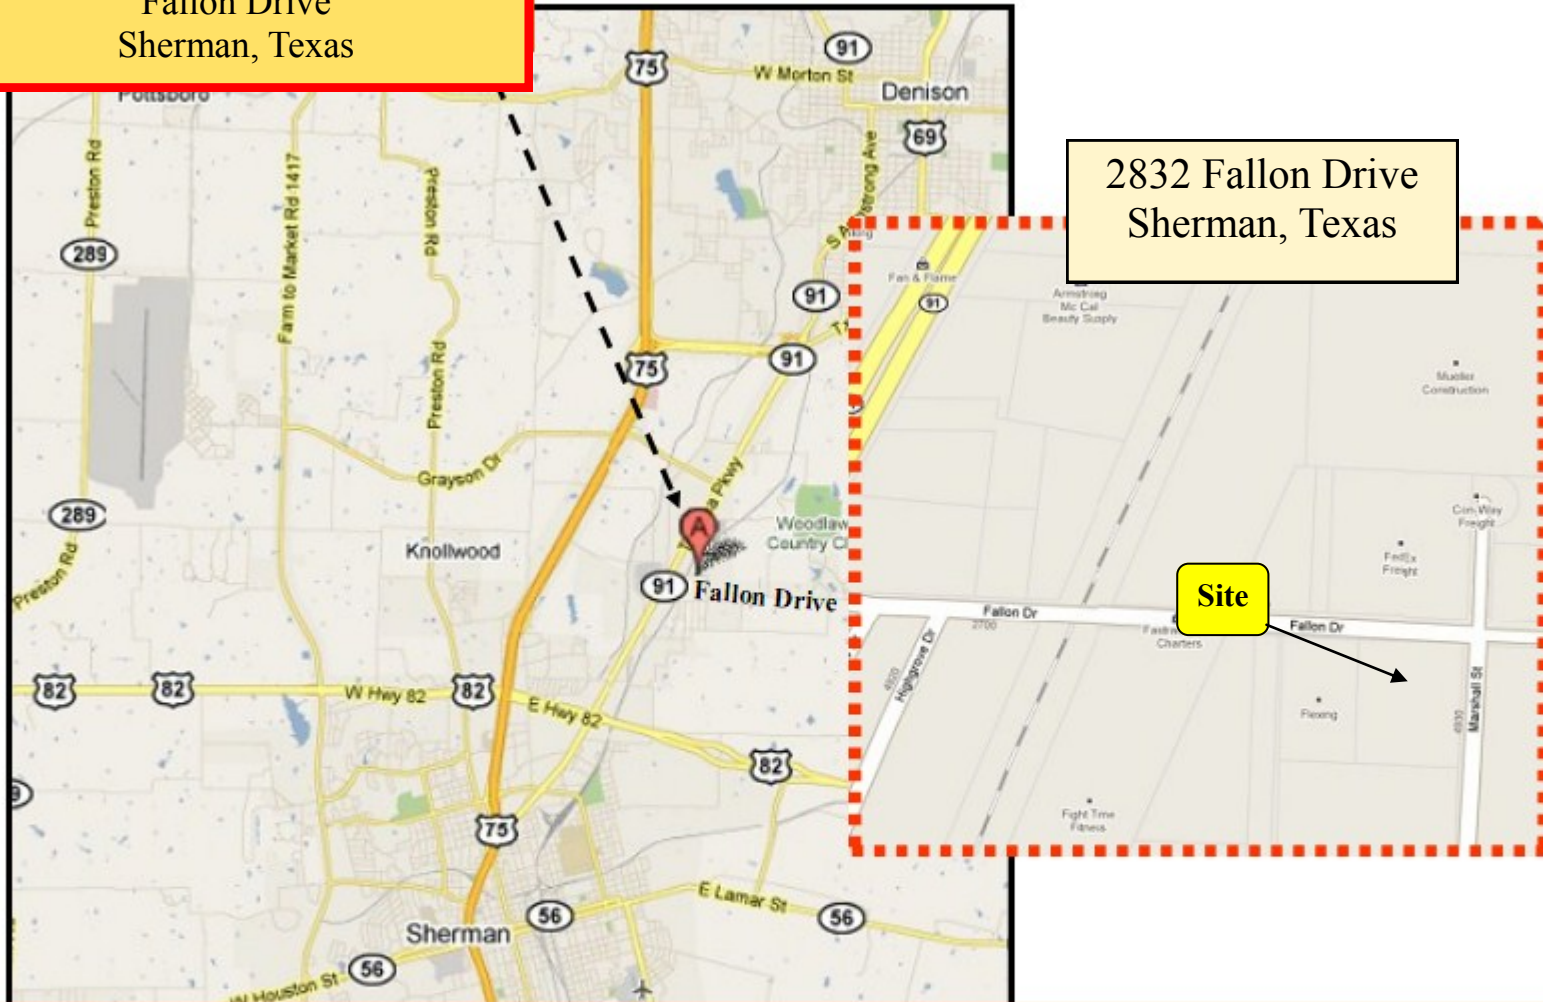 Fallon Drive
Sherman, Texas
Pottsboro
75
91
W Morton St
Denison
69
Preston Rd
Farm to Market Rd 1417
Preston Rd
289
91
91
75
Preston Rd
Grayson Dr
289
Preston Rd
Knollwood
A
Woodlaw
Country C
91
Fallon Drive
82
82
W Hwy 82
82
E Hwy 82
82
75
E Lamar St
56
56
Sherman
56
W Houston St
2832 Fallon Drive
Sherman, Texas
Fan & Flame
91
Armstrong
Mc Cal
Beauty Supply
Mueller
Construction
Con-Way
Freight
FedEx
Freight
Site
Fallon Dr
2700
Fallon Dr
Charters
Highgrove Dr
Marshall St
Flexing
Fight Time
Fitness